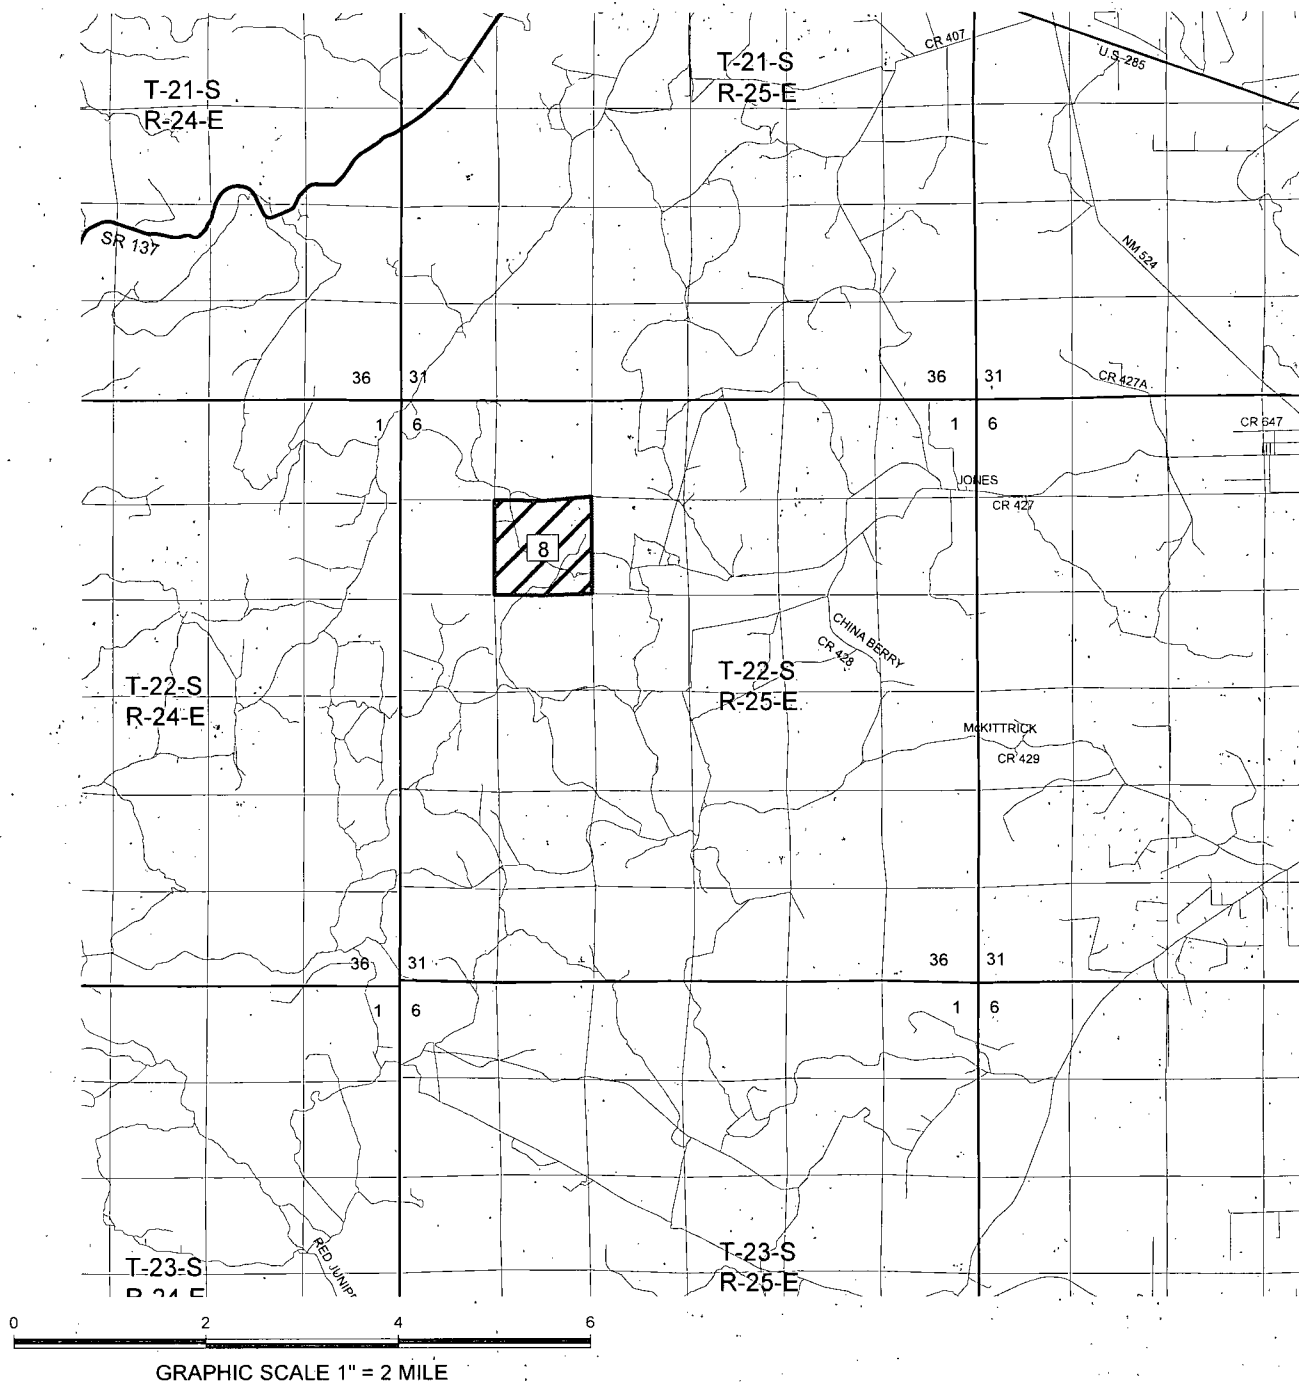 CR 407
U.S. 285
T-21-S
R-24-E
T-21-S
R-25-E
SR 137
NM 524
36
31
36
31
CR 427A
1
6
1
6
CR 647
JONES
CR 427
8
CHINA BERRY
CR 428
T-22-S
R-24-E
T-22-S
R-25-E
McKITTRICK
CR 429
36
31
36
31
1
6
1
6
RED JUNIPE
T-23-S
R-24-E
T-23-S
R-25-E
0 2 4 6
GRAPHIC SCALE 1" = 2 MILE